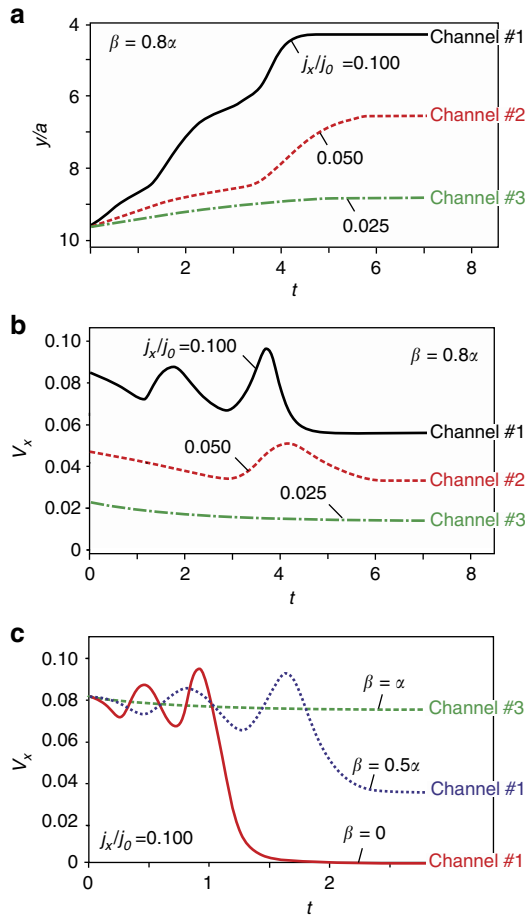 a
β = 0.8α
j_x/j_0 =0.100
0.050
0.025
Channel #1
Channel #2
Channel #3
4
6
8
10
y/a
0 2 4 6 8
t
b
j_x/j_0 =0.100
β = 0.8α
0.050
0.025
Channel #1
Channel #2
Channel #3
0.10
0.08
0.06
0.04
0.02
0
V_x
0 2 4 6 8
t
c
β = α
β = 0.5α
β = 0
j_x/j_0 =0.100
Channel #3
Channel #1
Channel #1
0.10
0.08
0.06
0.04
0.02
0
V_x
0 1 2
t